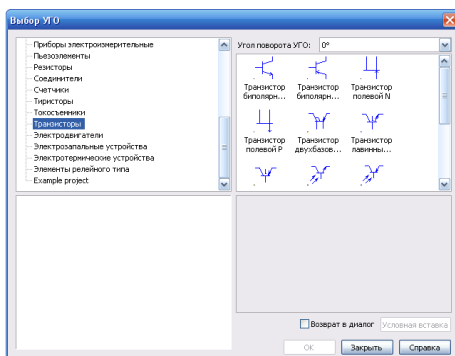 Выбор УГО
Приборы электроизмерительные
Пьезоэлементы
Резисторы
Соединители
Счетчики
Тиристоры
Токосъемники
Транзисторы
Электродвигатели
Электрозапальные устройства
Электротермические устройства
Элементы релейного типа
Example project
Угол поворота УГО: 0°
Транзистор биполярн...
Транзистор биполярн...
Транзистор полевой N
Транзистор полевой P
Транзистор двухбазов...
Транзистор лавинны...
Возврат в диалог
Условная вставка
ОК
Закрыть
Справка